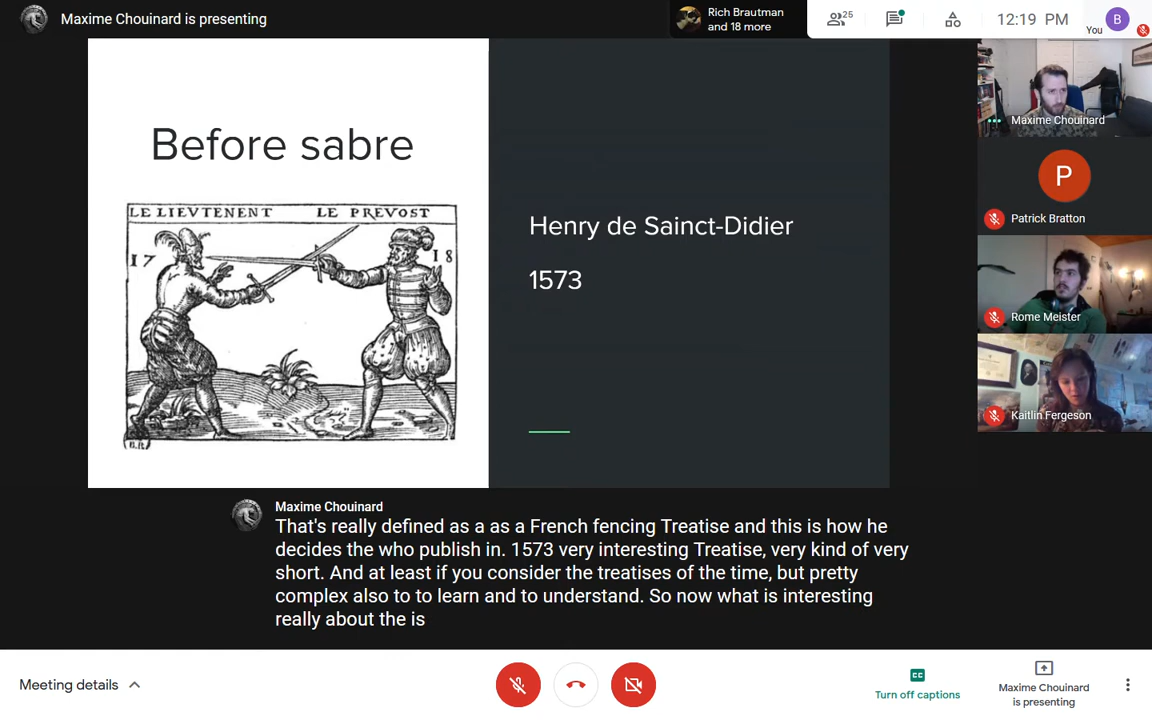 Maxime Chouinard is presenting
Rich Brautman
and 18 more
25
12:19 PM
You
B
Before sabre
LE LIEVTENENT LE PREVOST
17
18
Henry de Sainct-Didier
1573
Maxime Chouinard
P
Patrick Bratton
Rome Meister
Kaitlin Fergeson
Maxime Chouinard
That's really defined as a as a French fencing Treatise and this is how he
decides the who publish in. 1573 very interesting Treatise, very kind of very
short. And at least if you consider the treatises of the time, but pretty
complex also to to learn and to understand. So now what is interesting
really about the is
Meeting details
CC
Turn off captions
Maxime Chouinard
is presenting